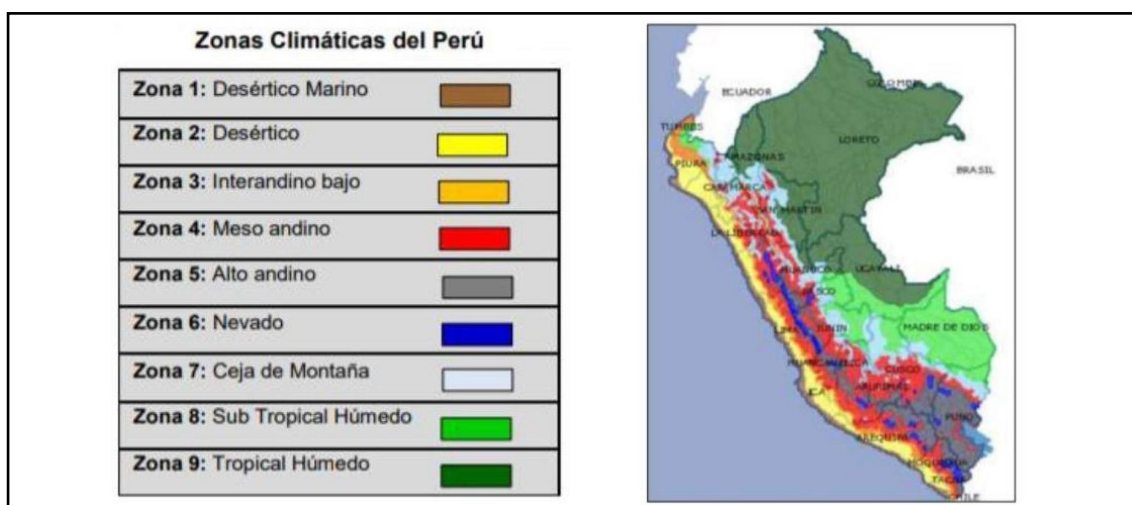 Zonas Climáticas del Perú
Zona 1: Desértico Marino
Zona 2: Desértico
Zona 3: Interandino bajo
Zona 4: Meso andino
Zona 5: Alto andino
Zona 6: Nevado
Zona 7: Ceja de Montaña
Zona 8: Sub Tropical Húmedo
Zona 9: Tropical Húmedo
ECUADOR
TUMBES
LORETO
PIURA
AMAZONAS
BRASIL
SAN MARTIN
LA LIBERTAD
HUANUCO
UCAYALI
PASCO
LIMA
JUNIN
MADRE DE DIOS
CUSCO
ICA
PUNO
AREQUIPA
MOQUEGUA
TACNA
CHILE